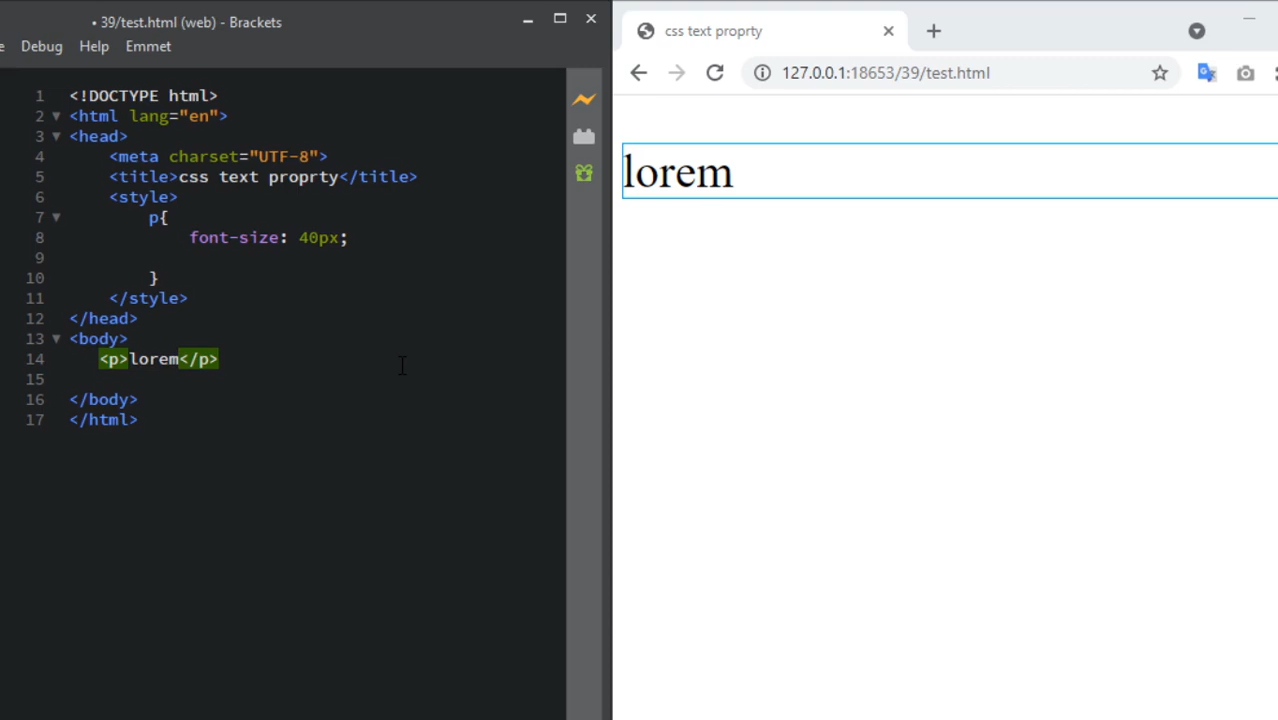 • 39/test.html (web) - Brackets
e Debug Help Emmet
1 <!DOCTYPE html>
2 <html lang="en">
3 <head>
4 <meta charset="UTF-8">
5 <title>css text proprty</title>
6 <style>
7 p{
8 font-size: 40px;
9
10 }
11 </style>
12 </head>
13 <body>
14 <p>lorem</p>
15
16 </body>
17 </html>
css text proprty
127.0.0.1:18653/39/test.html
lorem